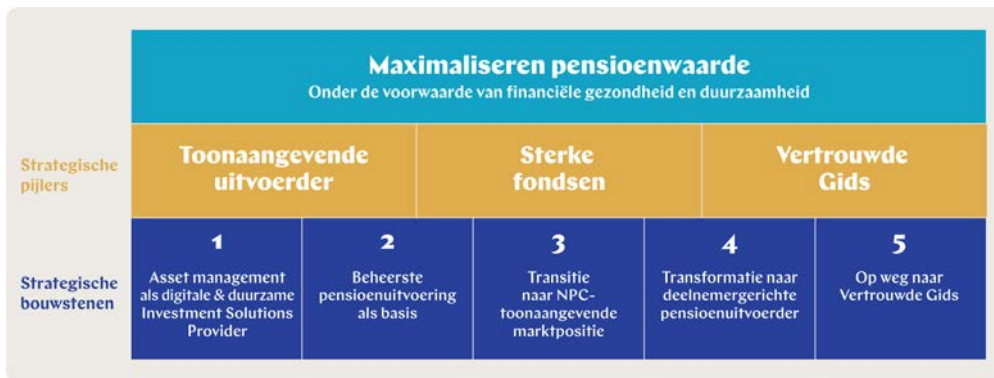 Maximaliseren pensioenwaarde
Onder de voorwaarde van financiële gezondheid en duurzaamheid
Strategische
pijlers
Toonaangevende
uitvoerder
Sterke
fondsen
Vertrouwde
Gids
Strategische
bouwstenen
1
Asset management
als digitale & duurzame
Investment Solutions
Provider
2
Beheerste
pensioenuitvoering
als basis
3
Transitie
naar NPC-
toonaangevende
marktpositie
4
Transformatie naar
deelnemergerichte
pensioenuitvoerder
5
Op weg naar
Vertrouwde Gids